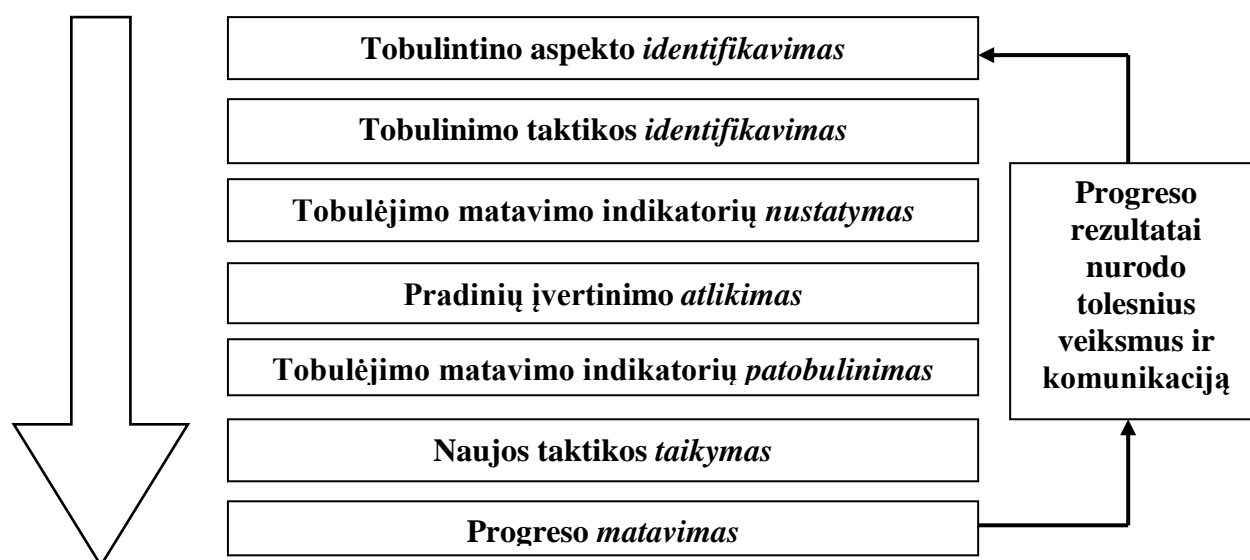 Tobulintino aspekto identifikavimas
Tobulinimo taktikos identifikavimas
Tobulėjimo matavimo indikatorių nustatymas
Pradinių įvertinimo atlikimas
Tobulėjimo matavimo indikatorių patobulinimas
Naujos taktikos taikymas
Progreso matavimas
Progreso
rezultatai
nurodo
tolesnius
veiksmus ir
komunikaciją